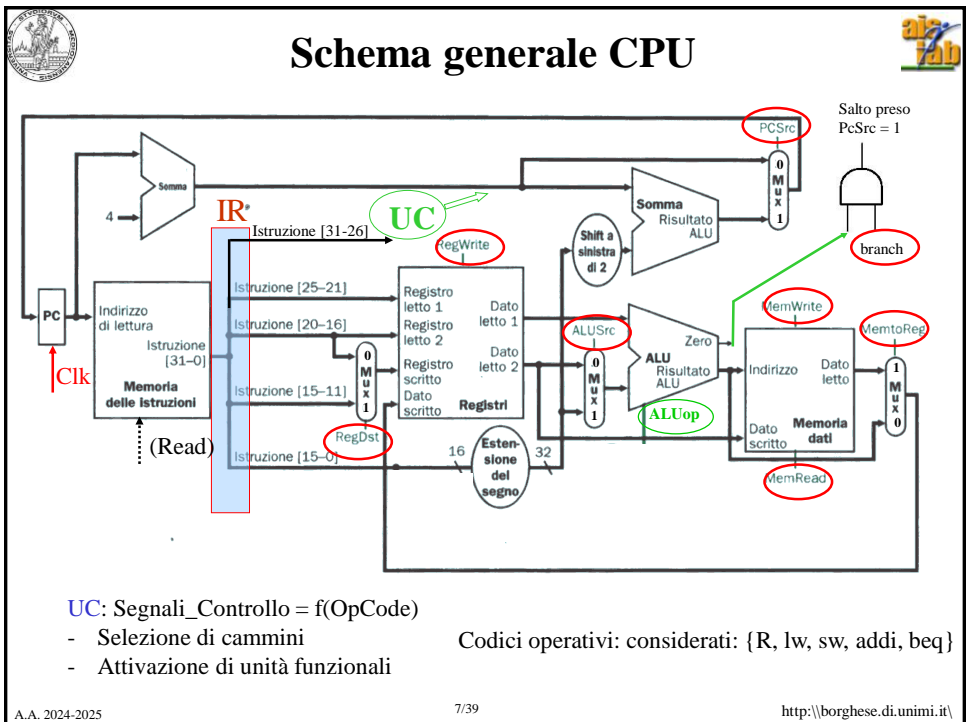 Schema generale CPU
Salto preso
PcSrc = 1
PCSrc
0
M
u
x
1
Somma
4
IR
UC
Istruzione [31-26]
Somma
Risultato
ALU
Shift a
sinistra
di 2
branch
RegWrite
PC
Clk
Indirizzo
di lettura
Istruzione
[31–0]
Memoria
delle istruzioni
(Read)
Istruzione [25–21]
Istruzione [20–16]
Istruzione [15–11]
Istruzione [15–0]
0
M
u
x
1
RegDst
Registro
letto 1
Registro
letto 2
Registro
scritto
Dato
scritto
Dato
letto 1
Dato
letto 2
Registri
16
Esten-
sione
del
segno
32
ALUSrc
0
M
u
x
1
Zero
ALU
Risultato
ALU
ALUop
MemWrite
Indirizzo
Dato
letto
Dato
scritto
Memoria
dati
MemRead
MemtoReg
1
M
u
x
0
UC: Segnali_Controllo = f(OpCode)
- Selezione di cammini
- Attivazione di unità funzionali
Codici operativi: considerati: {R, lw, sw, addi, beq}
A.A. 2024-2025
7/39
http:\\borghese.di.unimi.it\